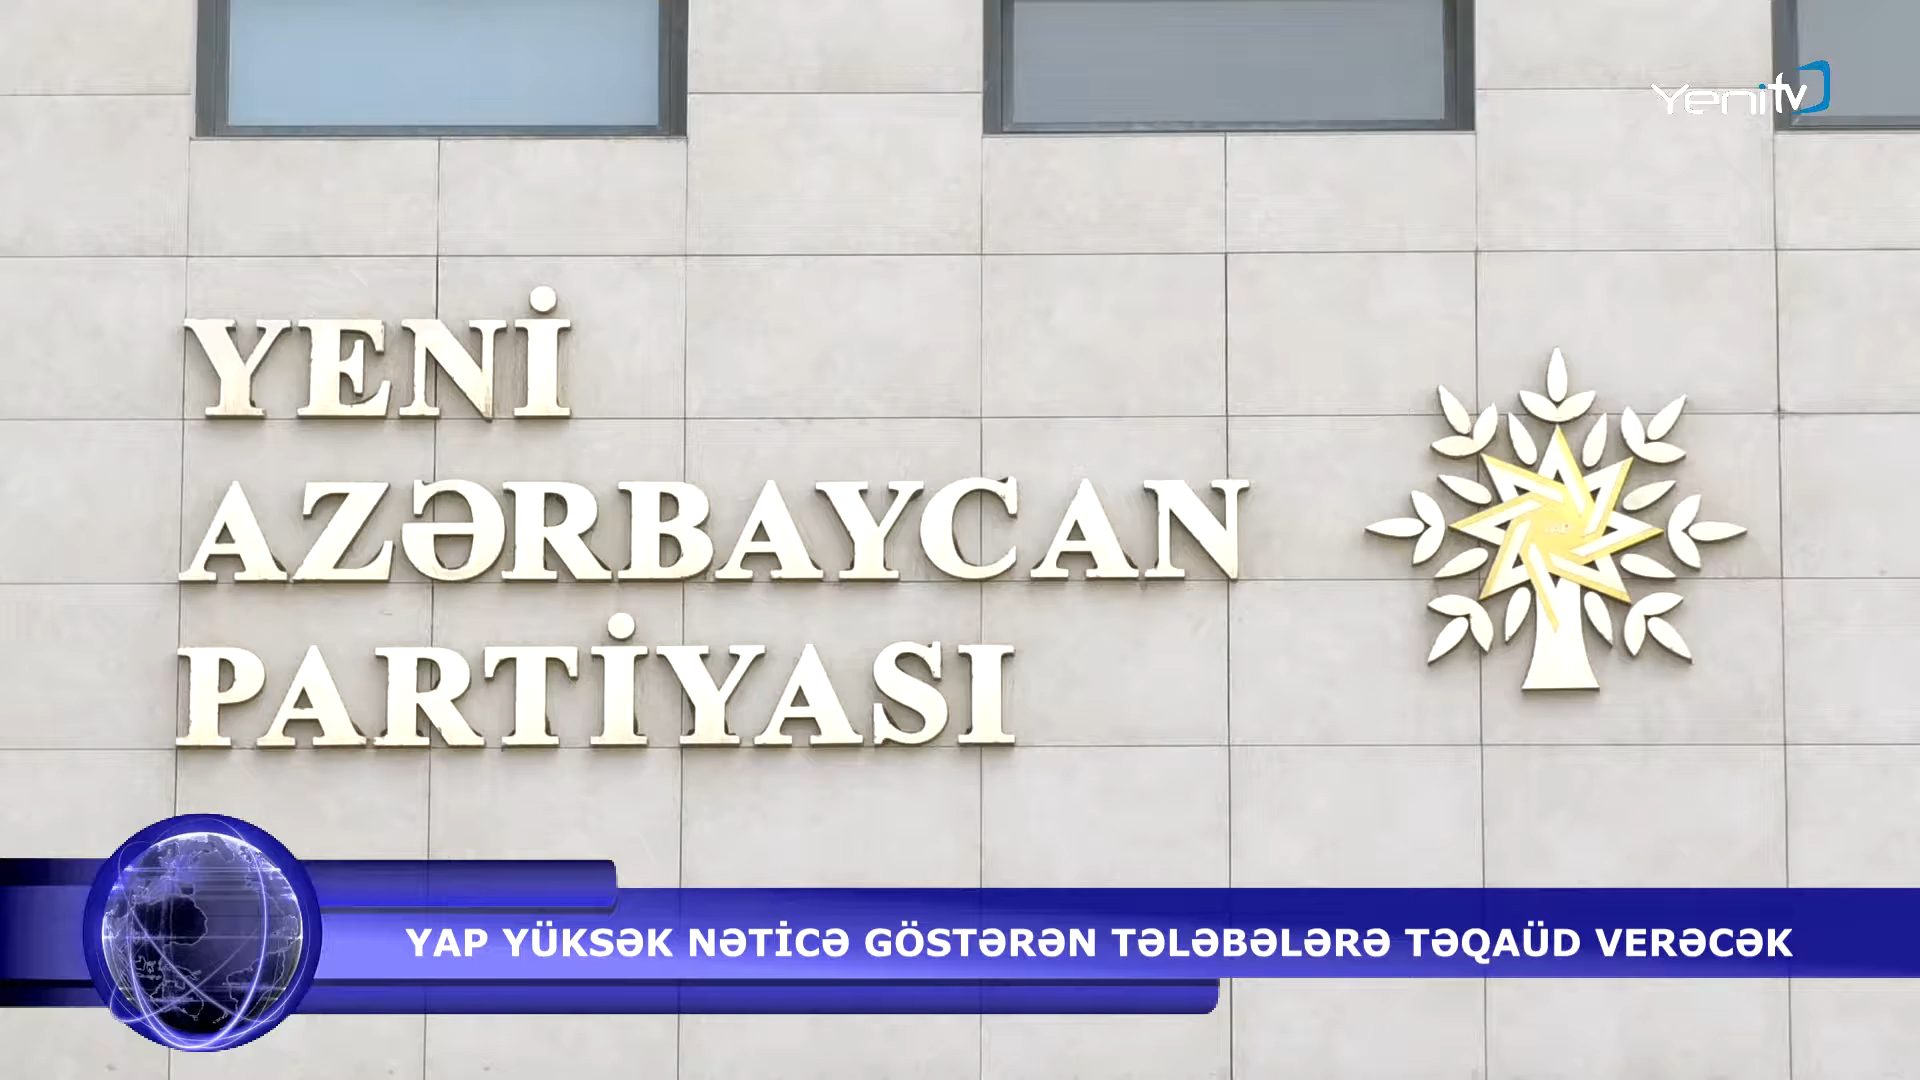 Yeni tv
YENİ
AZƏRBAYCAN
PARTİYASI
YAP YÜKSƏK NƏTİCƏ GÖSTƏRƏN TƏLƏBƏLƏRƏ TƏQAÜD VERƏCƏK